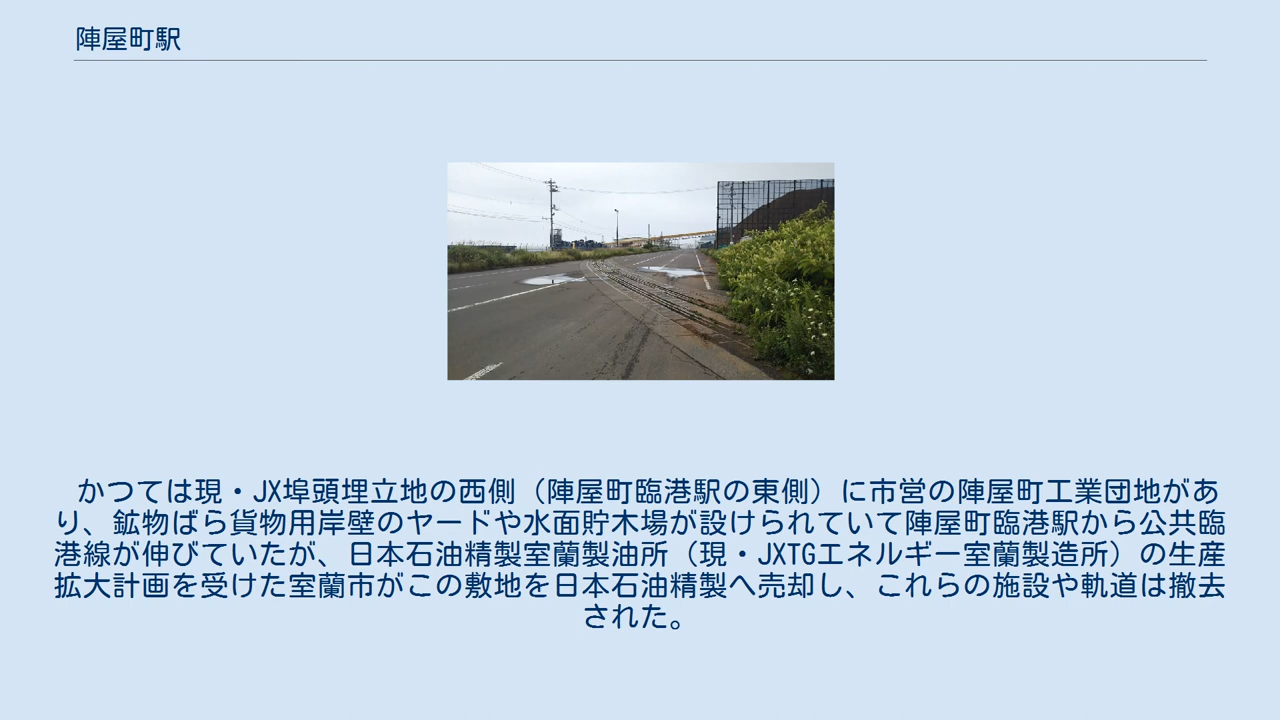 陣屋町駅
かつては現・JX埠頭埋立地の西側（陣屋町臨港駅の東側）に市営の陣屋町工業団地があ
り、鉱物ばら貨物用岸壁のヤードや水面貯木場が設けられていて陣屋町臨港駅から公共臨
港線が伸びていたが、日本石油精製室蘭製油所（現・JXTGエネルギー室蘭製造所）の生産
拡大計画を受けた室蘭市がこの敷地を日本石油精製へ売却し、これらの施設や軌道は撤去
された。